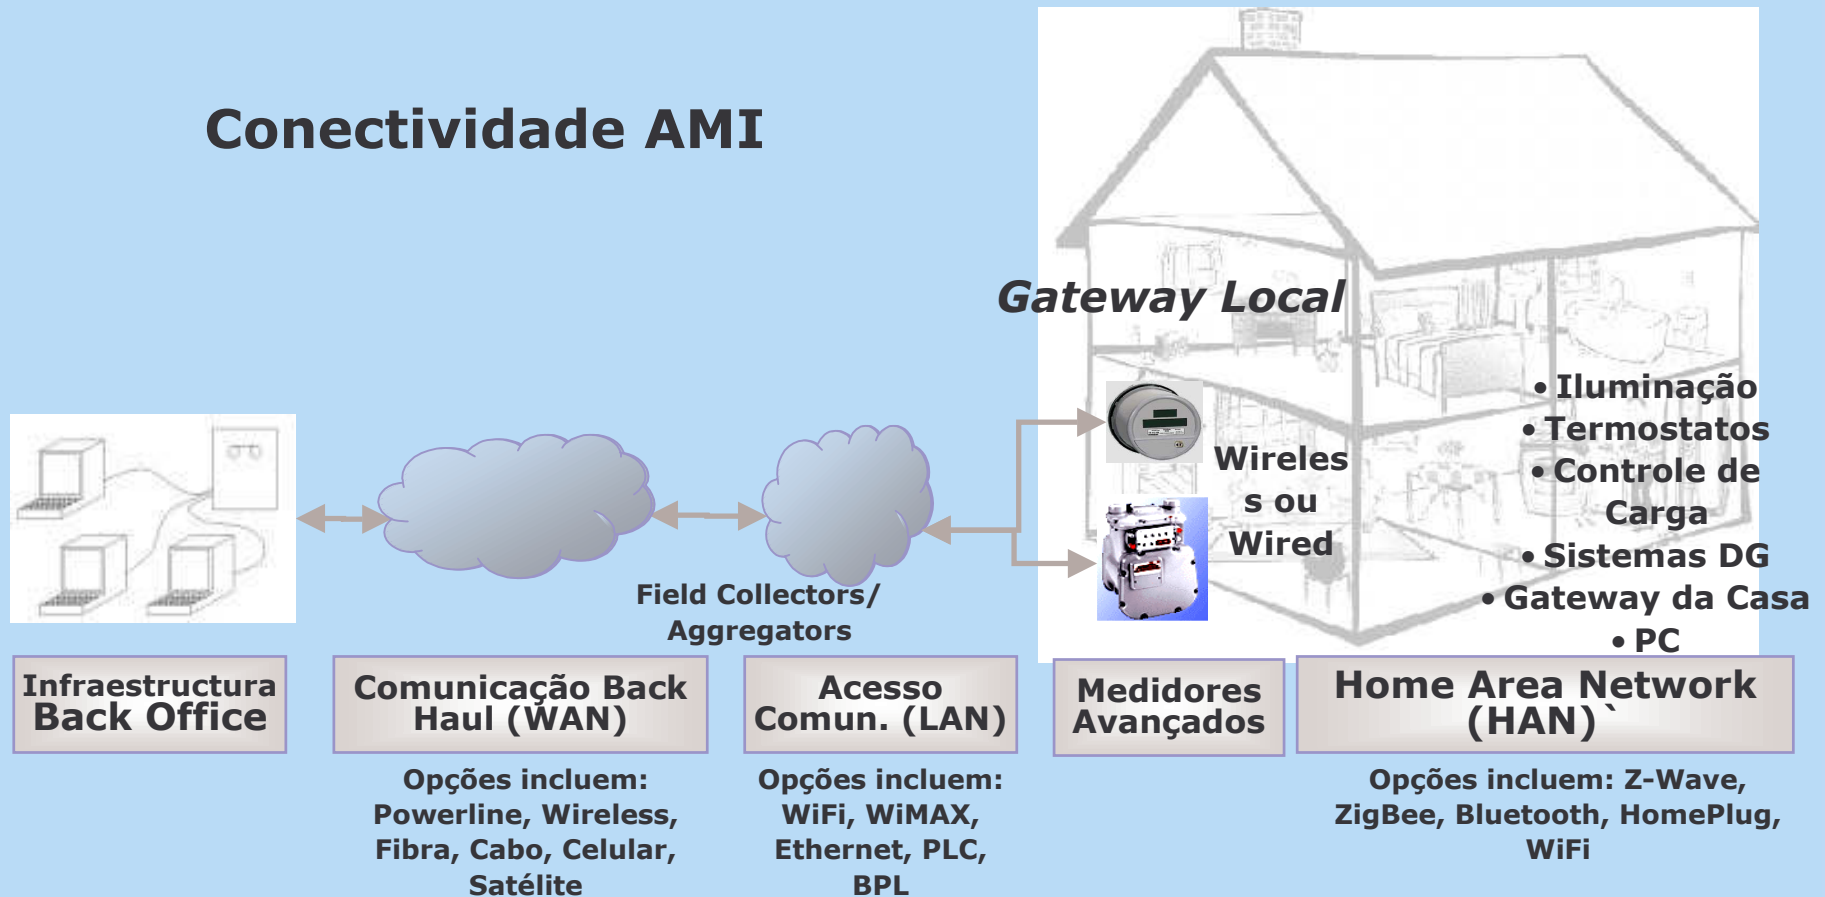 Conectividade AMI
Gateway Local
• Iluminação
• Termostatos
• Controle de
Carga
• Sistemas DG
• Gateway da Casa
• PC
Wireles
s ou
Wired
Field Collectors/
Aggregators
Infraestructura
Back Office
Comunicação Back
Haul (WAN)
Acesso
Comun. (LAN)
Medidores
Avançados
Home Area Network
(HAN)`
Opções incluem:
Powerline, Wireless,
Fibra, Cabo, Celular,
Satélite
Opções incluem:
WiFi, WiMAX,
Ethernet, PLC,
BPL
Opções incluem: Z-Wave,
ZigBee, Bluetooth, HomePlug,
WiFi